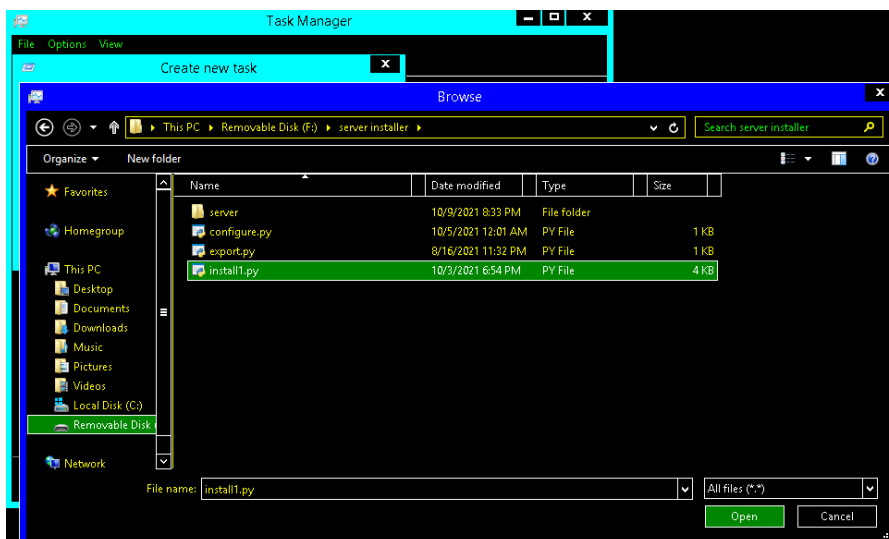 Task Manager
File Options View
Create new task
Browse
This PC Removable Disk (F:) server installer
Search server installer
Organize New folder
Name Date modified Type Size
Favorites
server 10/9/2021 8:33 PM File folder
Homegroup
configure.py 10/5/2021 12:01 AM PY File 1 KB
export.py 8/16/2021 11:32 PM PY File 1 KB
This PC
install1.py 10/3/2021 6:54 PM PY File 4 KB
Desktop
Documents
Downloads
Music
Pictures
Videos
Local Disk (C:)
Removable Disk
Network
File name: install1.py
All files (*.*)
Open Cancel